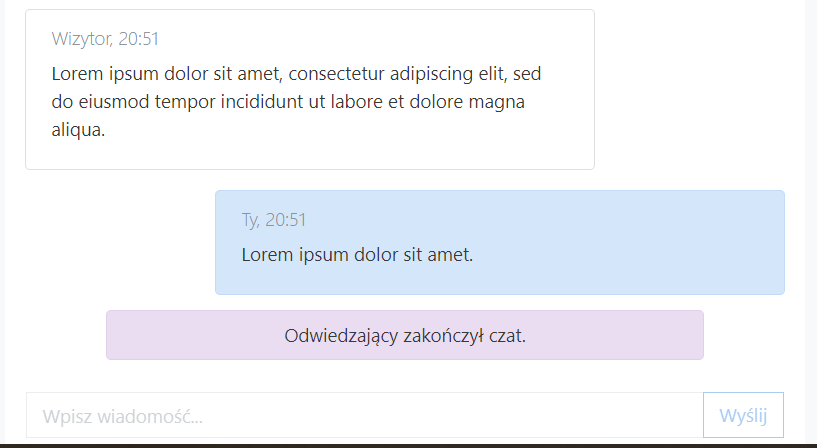 Wizytor, 20:51
Lorem ipsum dolor sit amet, consectetur adipiscing elit, sed
do eiusmod tempor incididunt ut labore et dolore magna
aliqua.
Ty, 20:51
Lorem ipsum dolor sit amet.
Odwiedzający zakończył czat.
Wpisz wiadomość...
Wyślij